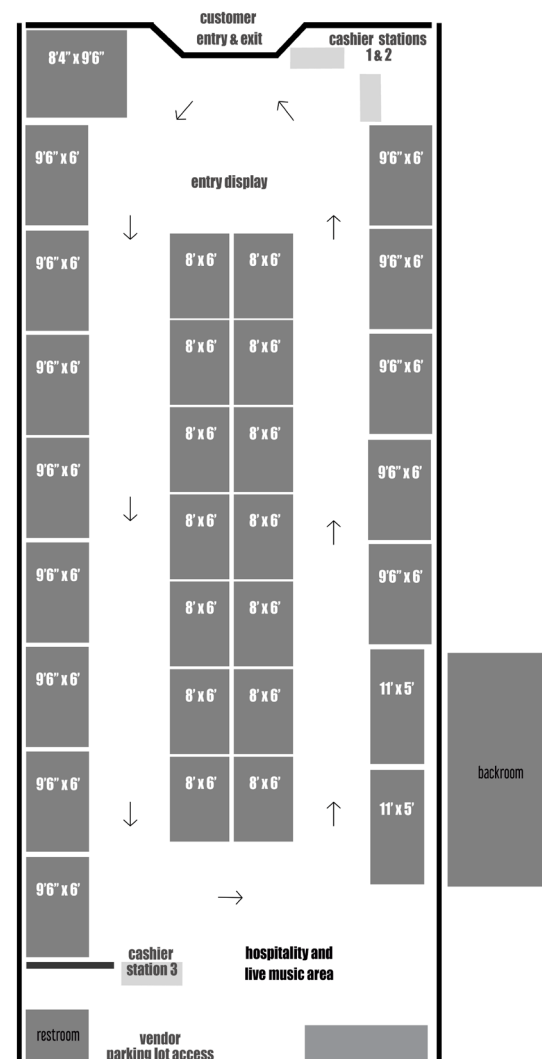 customer
entry & exit
cashier stations
1 & 2
8'4" x 9'6"
9'6" x 6'
9'6" x 6'
entry display
9'6" x 6'
8' x 6'
8' x 6'
9'6" x 6'
9'6" x 6'
8' x 6'
8' x 6'
9'6" x 6'
9'6" x 6'
8' x 6'
8' x 6'
9'6" x 6'
9'6" x 6'
8' x 6'
8' x 6'
9'6" x 6'
9'6" x 6'
8' x 6'
8' x 6'
9'6" x 6'
8' x 6'
8' x 6'
11' x 5'
backroom
9'6" x 6'
8' x 6'
8' x 6'
11' x 5'
9'6" x 6'
cashier
station 3
hospitality and
live music area
restroom
vendor
parking lot access